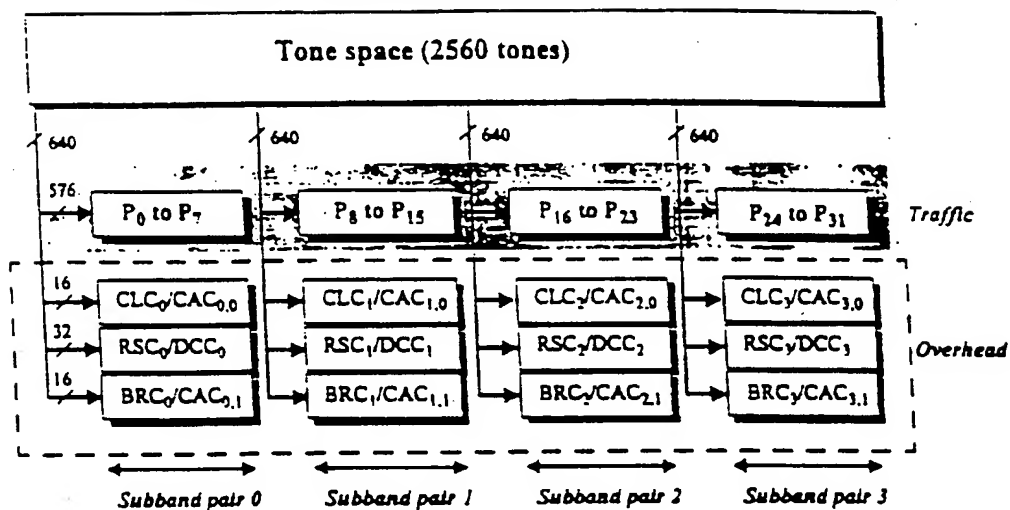 Tone space (2560 tones)
640 640 640 640
576
P₀ to P₇ P₈ to P₁₅ P₁₆ to P₂₃ P₂₄ to P₃₁ Traffic
16
CLC₀/CAC₀,₀ CLC₁/CAC₁,₀ CLC₂/CAC₂,₀ CLC₃/CAC₃,₀
32
RSC₀/DCC₀ RSC₁/DCC₁ RSC₂/DCC₂ RSC₃/DCC₃ Overhead
16
BRC₀/CAC₀,₁ BRC₁/CAC₁,₁ BRC₂/CAC₂,₁ BRC₃/CAC₃,₁
Subband pair 0 Subband pair 1 Subband pair 2 Subband pair 3